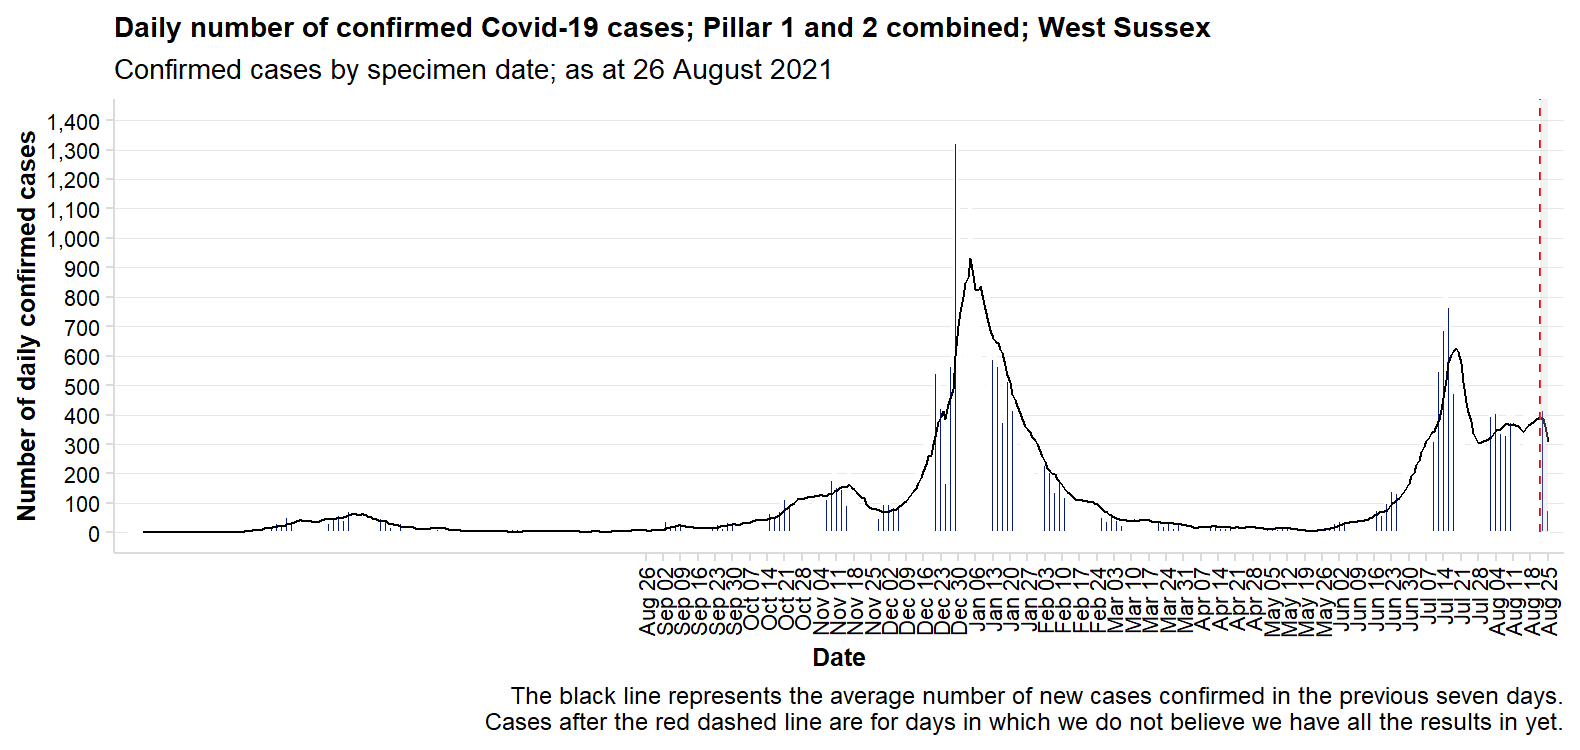 Daily number of confirmed Covid-19 cases; Pillar 1 and 2 combined; West Sussex
Confirmed cases by specimen date; as at 26 August 2021
Number of daily confirmed cases
1,400
1,300
1,200
1,100
1,000
900
800
700
600
500
400
300
200
100
0
Aug 26
Sep 02
Sep 09
Sep 16
Sep 23
Sep 30
Oct 07
Oct 14
Oct 21
Oct 28
Nov 04
Nov 11
Nov 18
Nov 25
Dec 02
Dec 09
Dec 16
Dec 23
Dec 30
Jan 06
Jan 13
Jan 20
Jan 27
Feb 03
Feb 10
Feb 17
Feb 24
Mar 03
Mar 10
Mar 17
Mar 24
Mar 31
Apr 07
Apr 14
Apr 21
Apr 28
May 05
May 12
May 19
May 26
Jun 02
Jun 09
Jun 16
Jun 23
Jun 30
Jul 07
Jul 14
Jul 21
Jul 28
Aug 04
Aug 11
Aug 18
Aug 25
Date
The black line represents the average number of new cases confirmed in the previous seven days.
Cases after the red dashed line are for days in which we do not believe we have all the results in yet.